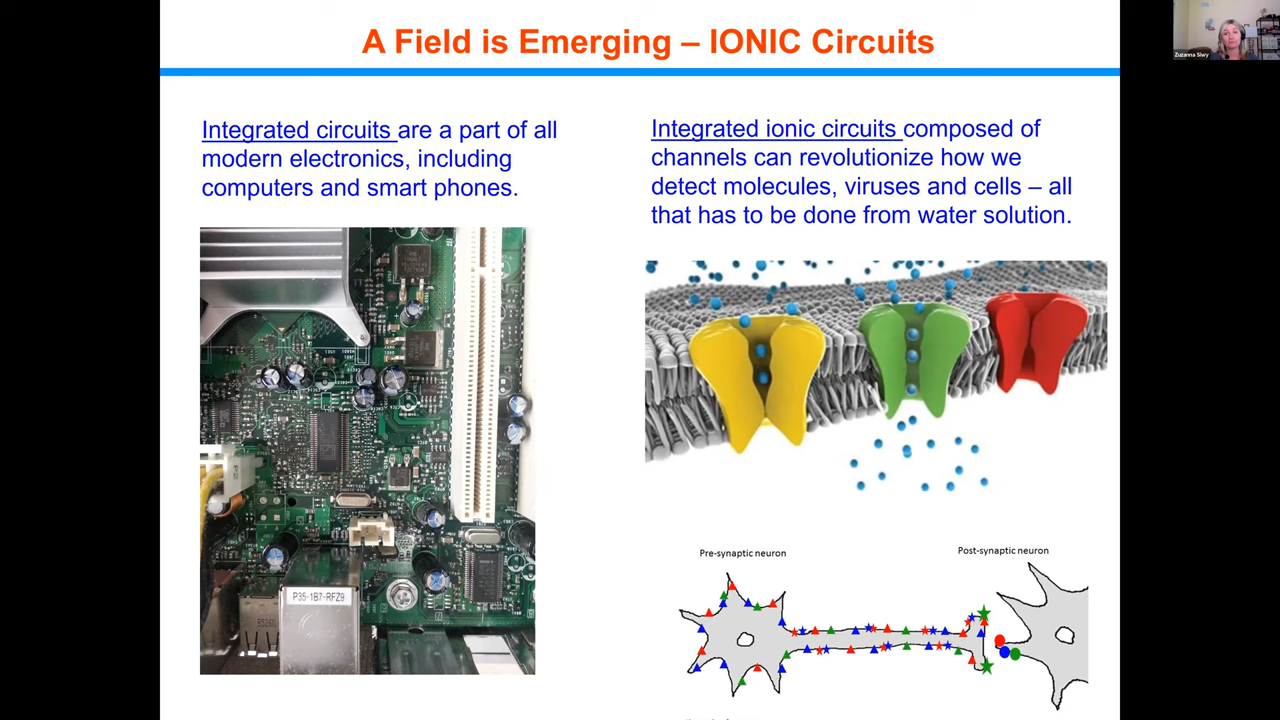 A Field is Emerging – IONIC Circuits
Zuzanna Siwy
Integrated circuits are a part of all
modern electronics, including
computers and smart phones.
Integrated ionic circuits composed of
channels can revolutionize how we
detect molecules, viruses and cells – all
that has to be done from water solution.
P35-1B7-RFZ9
Pre-synaptic neuron
Post-synaptic neuron